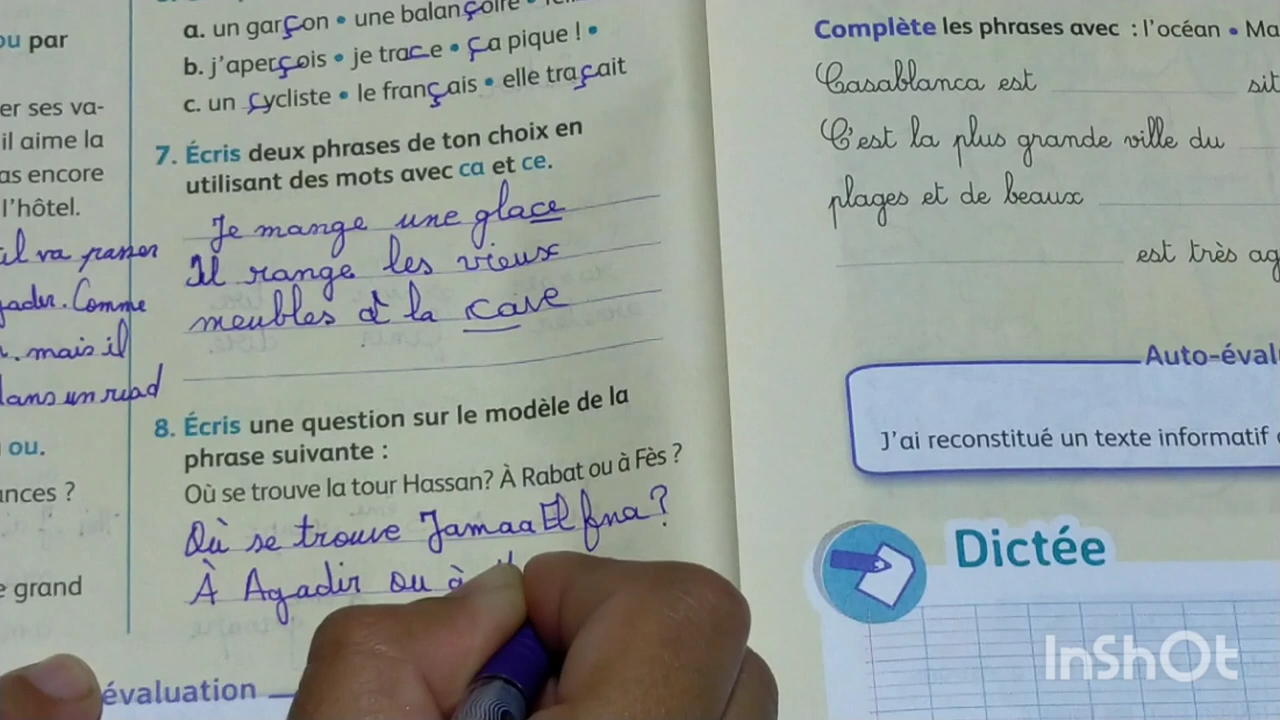 ou par
er ses va-
il aime la
as encore
l'hôtel.
il va passer
Comme
mais il
dans un riad
ou.
ances ?
e grand
a. un garçon • une balançoire •
b. j'aperçois • je trace • ça pique ! •
c. un cycliste • le français • elle traçait
7. Écris deux phrases de ton choix en
utilisant des mots avec ca et ce.
Je mange une glace
Il range les vieux
meubles à la cave
8. Écris une question sur le modèle de la
phrase suivante :
Où se trouve la tour Hassan? À Rabat ou à Fès ?
Où se trouve Jamaa El fna?
À Agadir ou à
évaluation
Complète les phrases avec : l'océan • Ma
Casablanca est sit
C'est la plus grande ville du
plages et de beaux
est très ag
Auto-éval
J'ai reconstitué un texte informatif
Dictée
InShOt